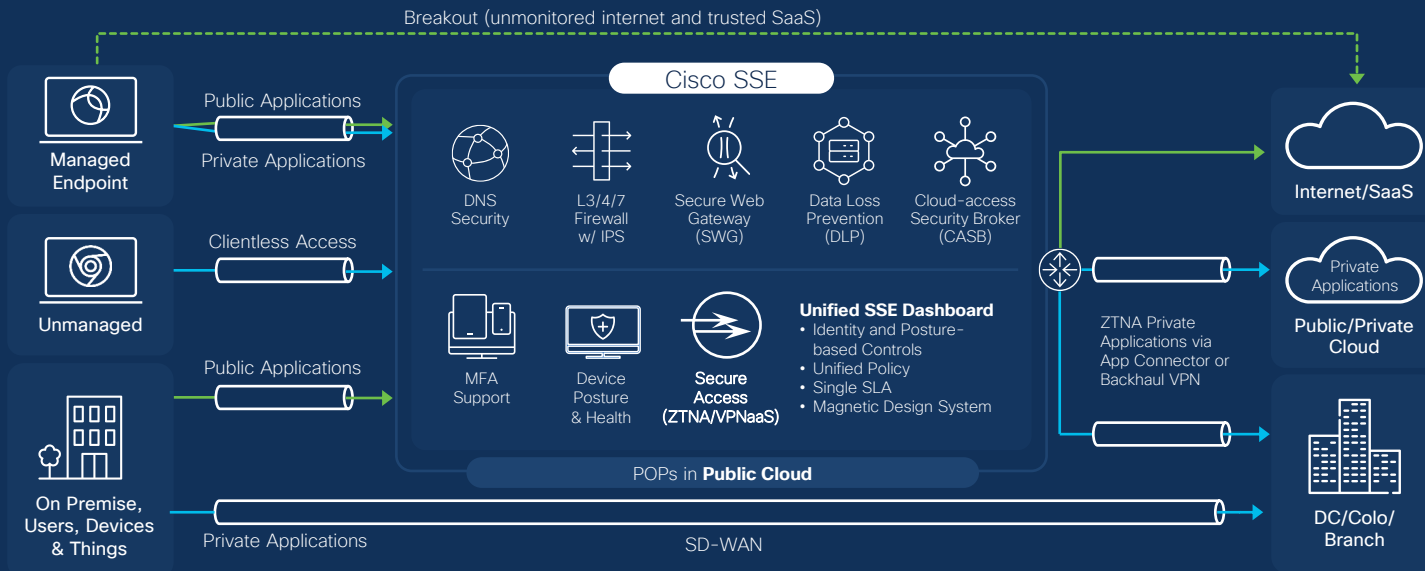 Breakout (unmonitored internet and trusted SaaS)
Cisco SSE
Managed
Endpoint
Public Applications
Private Applications
Unmanaged
Clientless Access
On Premise,
Users, Devices
& Things
Public Applications
Private Applications
SD-WAN
DNS
Security
L3/4/7
Firewall
w/ IPS
Secure Web
Gateway
(SWG)
Data Loss
Prevention
(DLP)
Cloud-access
Security Broker
(CASB)
MFA
Support
Device
Posture
& Health
Secure
Access
(ZTNA/VPNaaS)
Unified SSE Dashboard
• Identity and Posture-
based Controls
• Unified Policy
• Single SLA
• Magnetic Design System
POPs in Public Cloud
Internet/SaaS
Private
Applications
Public/Private
Cloud
ZTNA Private
Applications via
App Connector or
Backhaul VPN
DC/Colo/
Branch